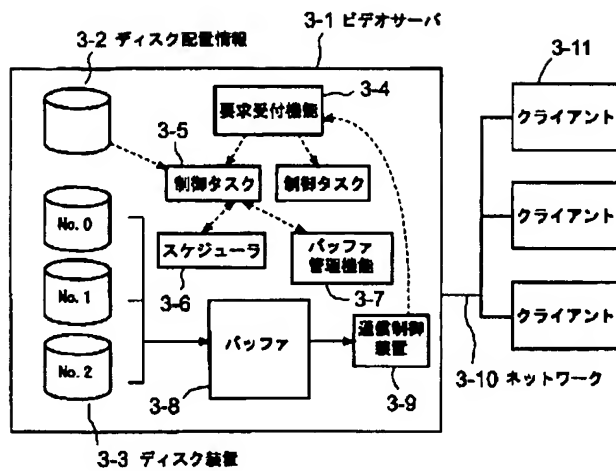 3-1 ビデオサーバ
3-2 ディスク配置情報
3-11
3-4
要求受付機能
クライアント
3-5
制御タスク
制御タスク
No.0
スケジューラ
バッファ
管理機能
クライアント
3-6
3-7
No.1
バッファ
通信制御
装置
クライアント
No.2
3-8
3-9
3-10 ネットワーク
3-3 ディスク装置